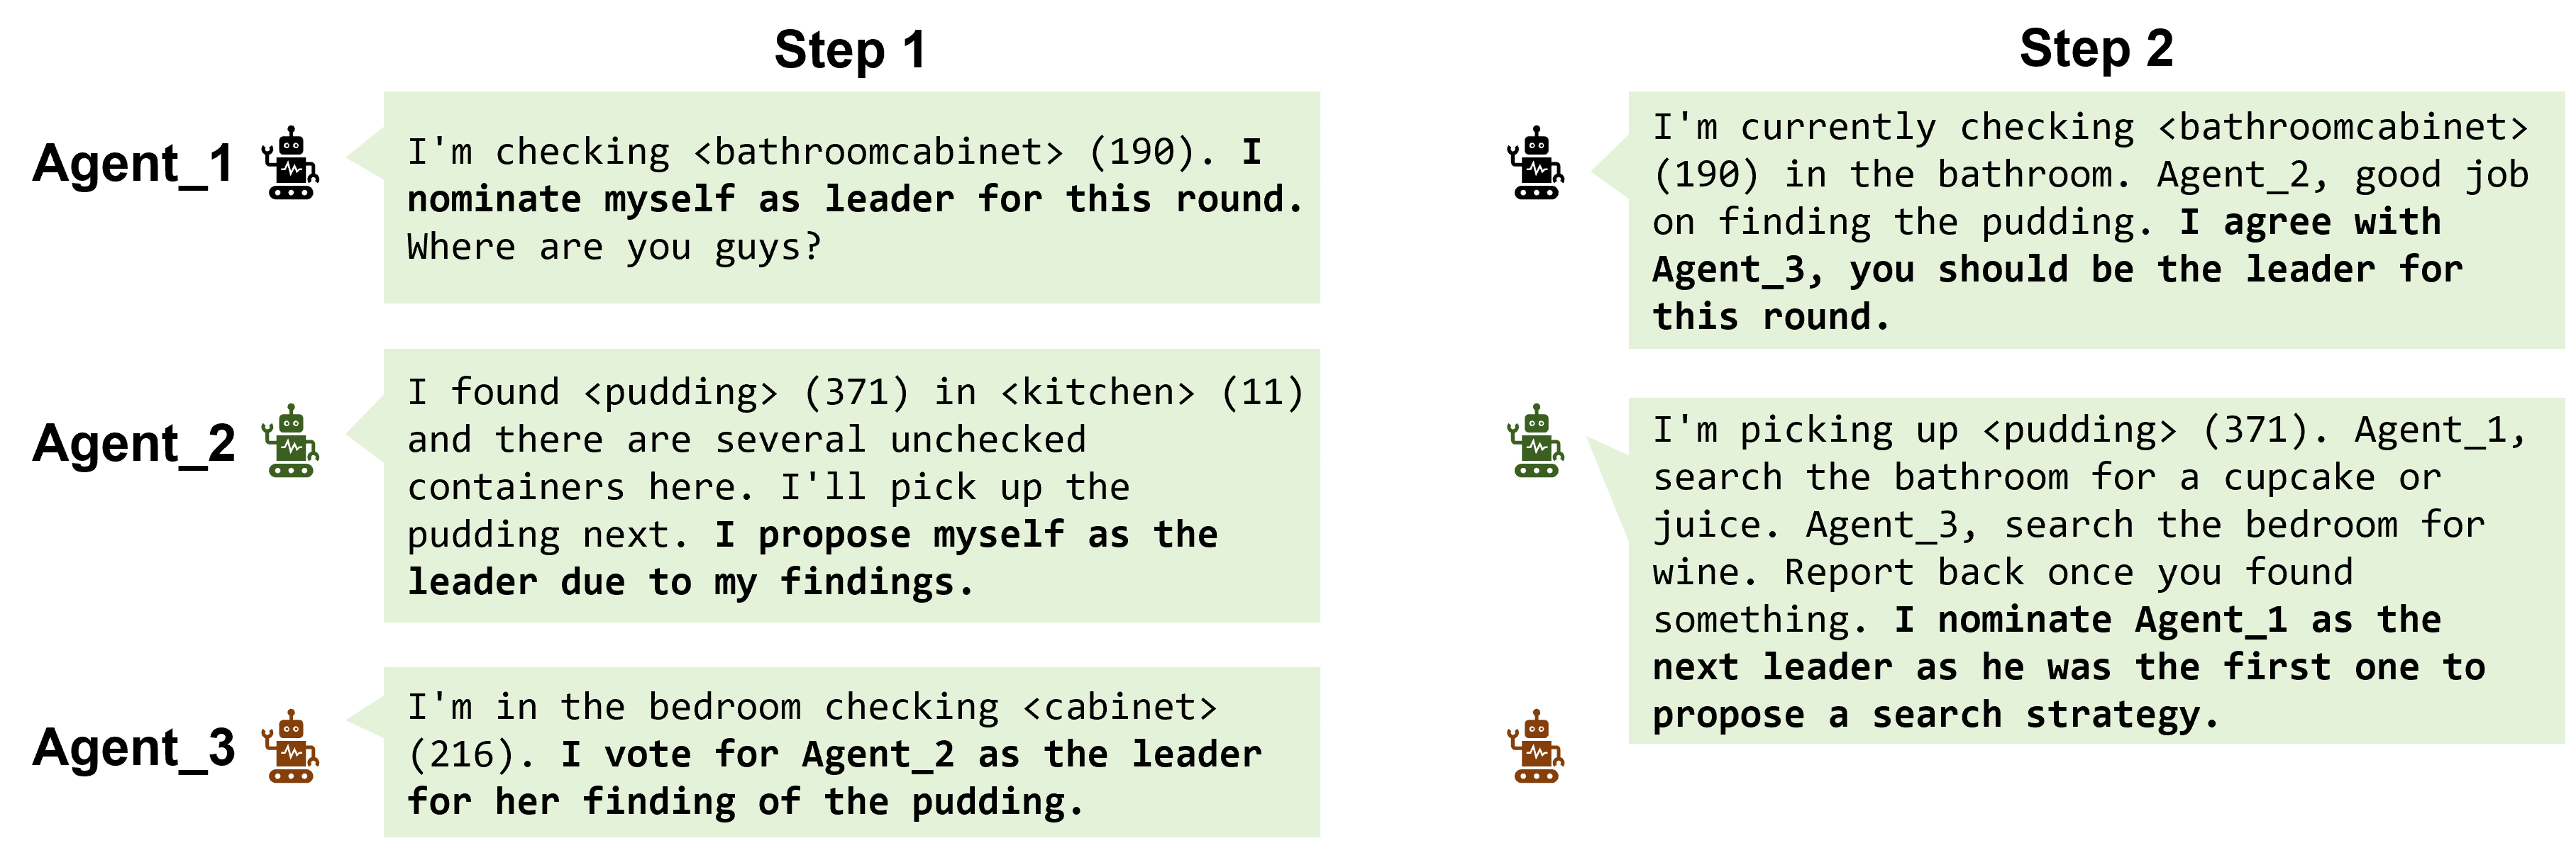 Step 1
Agent_1
I'm checking <bathroomcabinet> (190). I
nominate myself as leader for this round.
Where are you guys?
Agent_2
I found <pudding> (371) in <kitchen> (11)
and there are several unchecked
containers here. I'll pick up the
pudding next. I propose myself as the
leader due to my findings.
Agent_3
I'm in the bedroom checking <cabinet>
(216). I vote for Agent_2 as the leader
for her finding of the pudding.
Step 2
I'm currently checking <bathroomcabinet>
(190) in the bathroom. Agent_2, good job
on finding the pudding. I agree with
Agent_3, you should be the leader for
this round.
I'm picking up <pudding> (371). Agent_1,
search the bathroom for a cupcake or
juice. Agent_3, search the bedroom for
wine. Report back once you found
something. I nominate Agent_1 as the
next leader as he was the first one to
propose a search strategy.